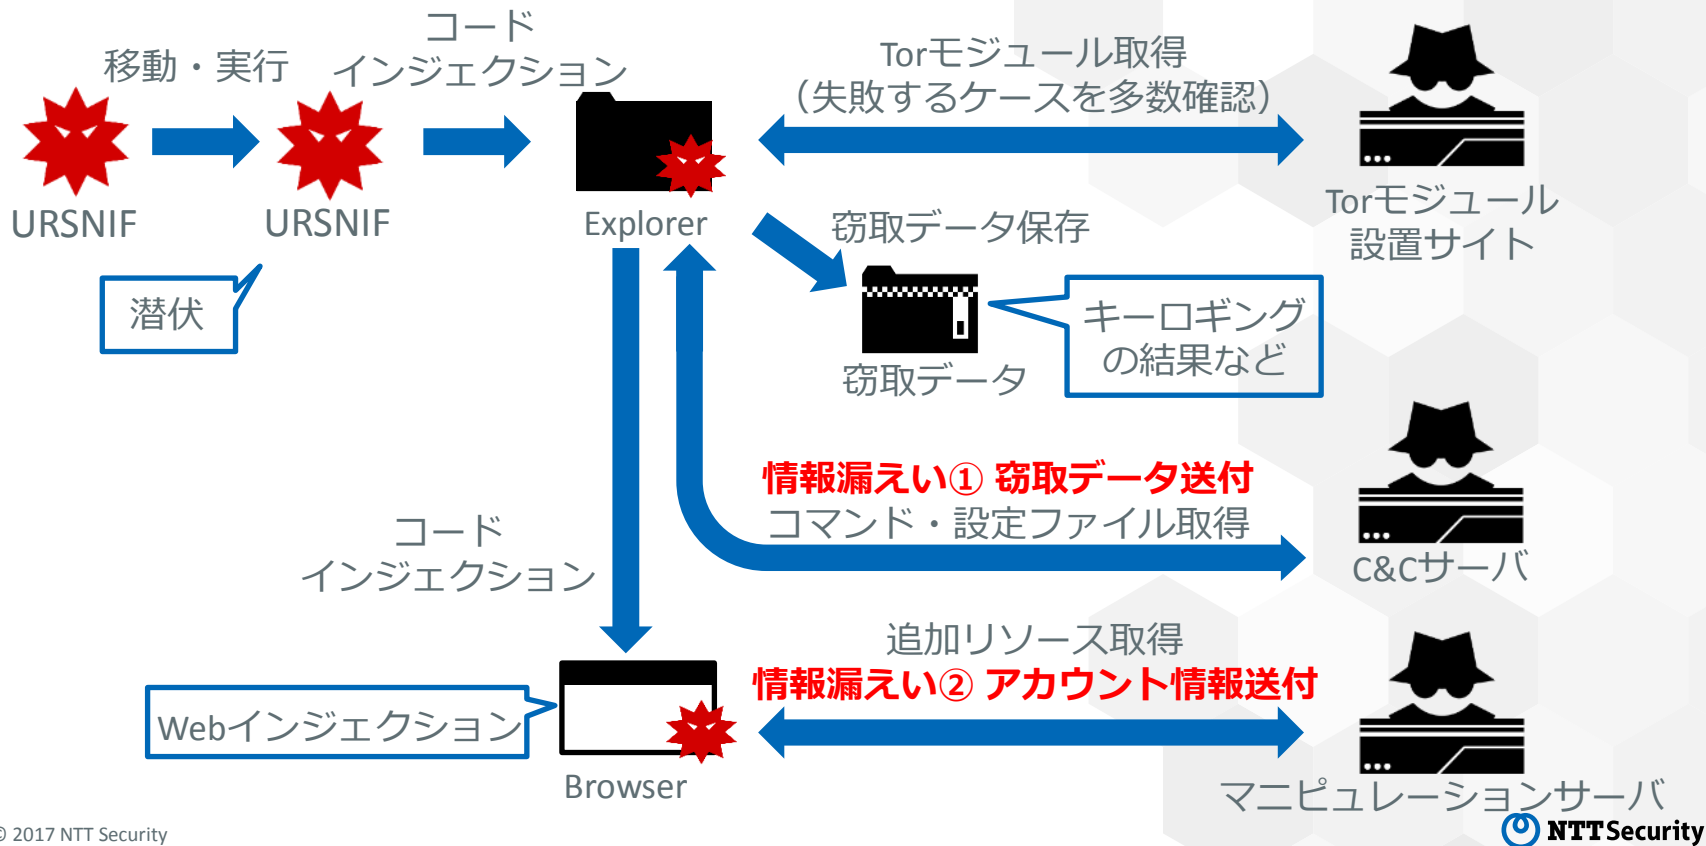 移動・実行
コード
インジェクション
Torモジュール取得
（失敗するケースを多数確認）
URSNIF
URSNIF
Explorer
Torモジュール
設置サイト
潜伏
窃取データ保存
キーロギング
の結果など
窃取データ
情報漏えい① 窃取データ送付
コマンド・設定ファイル取得
C&Cサーバ
コード
インジェクション
追加リソース取得
情報漏えい② アカウント情報送付
Webインジェクション
Browser
マニピュレーションサーバ
© 2017 NTT Security
NTT Security